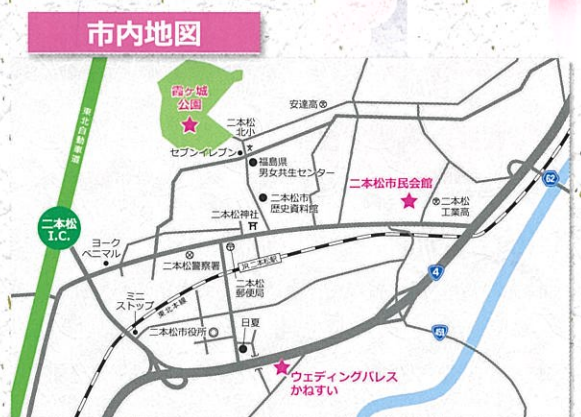 市内地図
霞ヶ城
公園
安達高
二本松
北小
セブンイレブン
福島県
男女共生センター
二本松市民会館
62
二本松市
歴史資料館
二本松
工業高
二本松神社
二本松
I.C.
東北自動車道
ヨーク
ベニマル
二本松警察署
JR二本松駅
4
二本松
郵便局
ミニ
ストップ
東北本線
二本松市役所
日夏
ウェディングパレス
かねすい